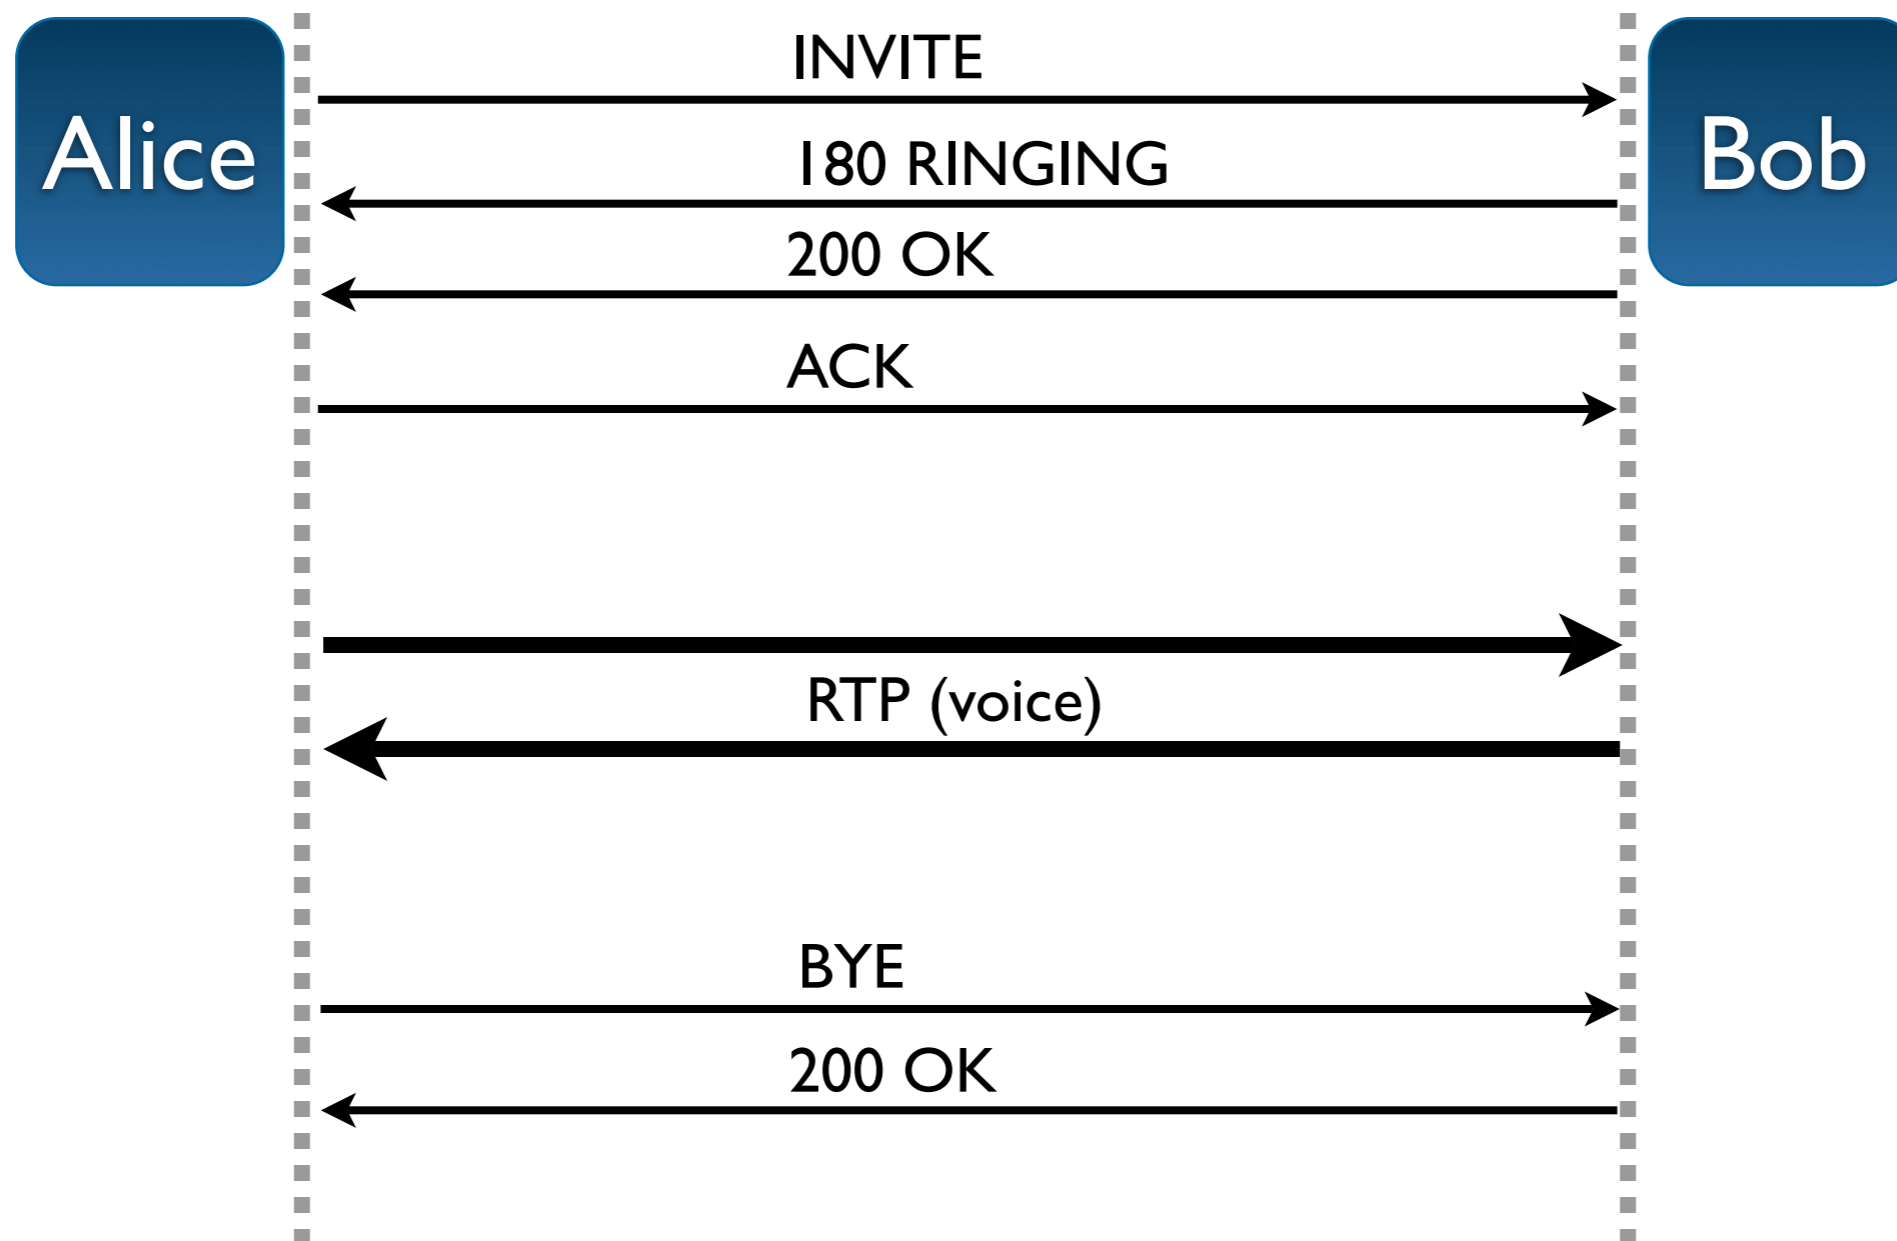 Alice
Bob
INVITE
180 RINGING
200 OK
ACK
RTP (voice)
BYE
200 OK